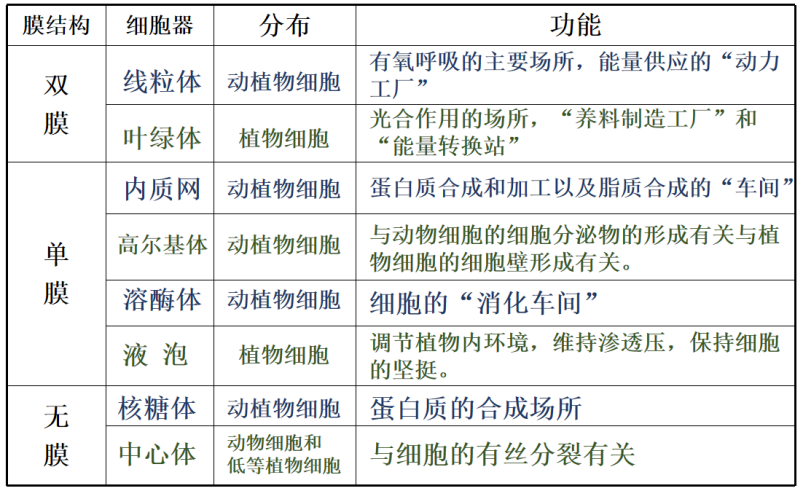 膜结构 细胞器 分布 功能
双膜
线粒体 动植物细胞 有氧呼吸的主要场所，能量供应的“动力
工厂”
叶绿体 植物细胞 光合作用的场所，“养料制造工厂”和
“能量转换站”
单膜
内质网 动植物细胞 蛋白质合成和加工以及脂质合成的“车间”
高尔基体 动植物细胞 与动物细胞的细胞分泌物的形成有关与植
物细胞的细胞壁形成有关。
溶酶体 动植物细胞 细胞的“消化车间”
液 泡 植物细胞 调节植物内环境，维持渗透压，保持细胞
的坚挺。
无膜
核糖体 动植物细胞 蛋白质的合成场所
中心体 动物细胞和
低等植物细胞 与细胞的有丝分裂有关